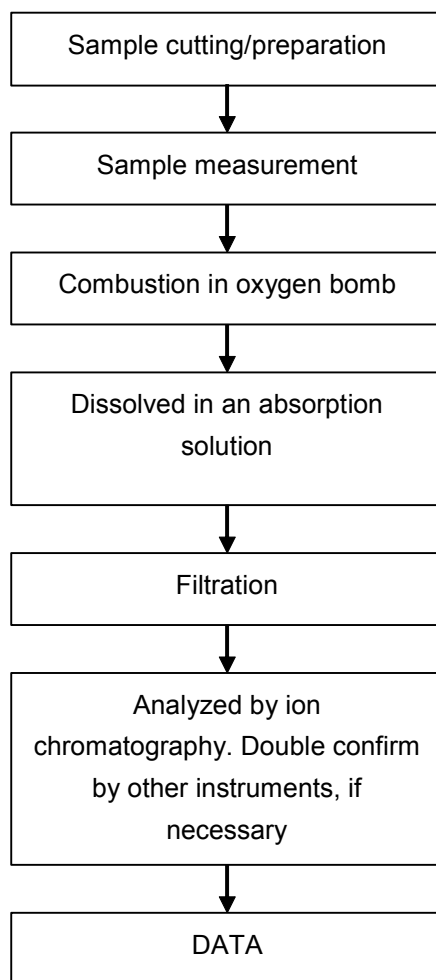 Sample cutting/preparation
Sample measurement
Combustion in oxygen bomb
Dissolved in an absorption
solution
Filtration
Analyzed by ion
chromatography. Double confirm
by other instruments, if
necessary
DATA